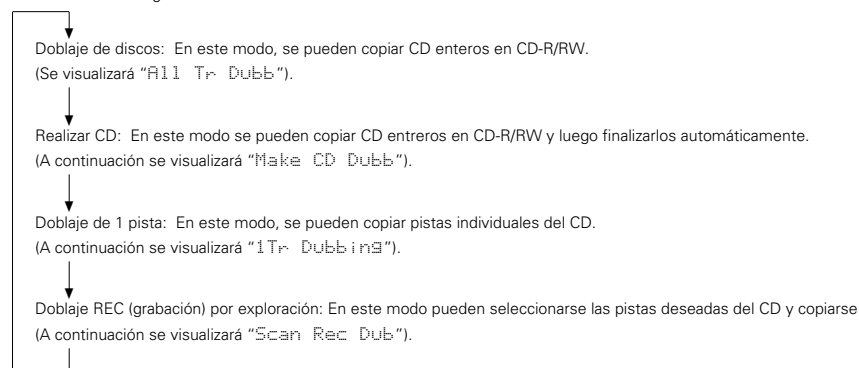 Doblaje de discos: En este modo, se pueden copiar CD enteros en CD-R/RW.
(Se visualizará “All Tr Dubb”).
Realizar CD: En este modo se pueden copiar CD entreros en CD-R/RW y luego finalizarlos automáticamente.
(A continuación se visualizará “Make CD Dubb”).
Doblaje de 1 pista: En este modo, se pueden copiar pistas individuales del CD.
(A continuación se visualizará “1Tr Dubbing”).
Doblaje REC (grabación) por exploración: En este modo pueden seleccionarse las pistas deseadas del CD y copiarse
(A continuación se visualizará “Scan Rec Dub”).